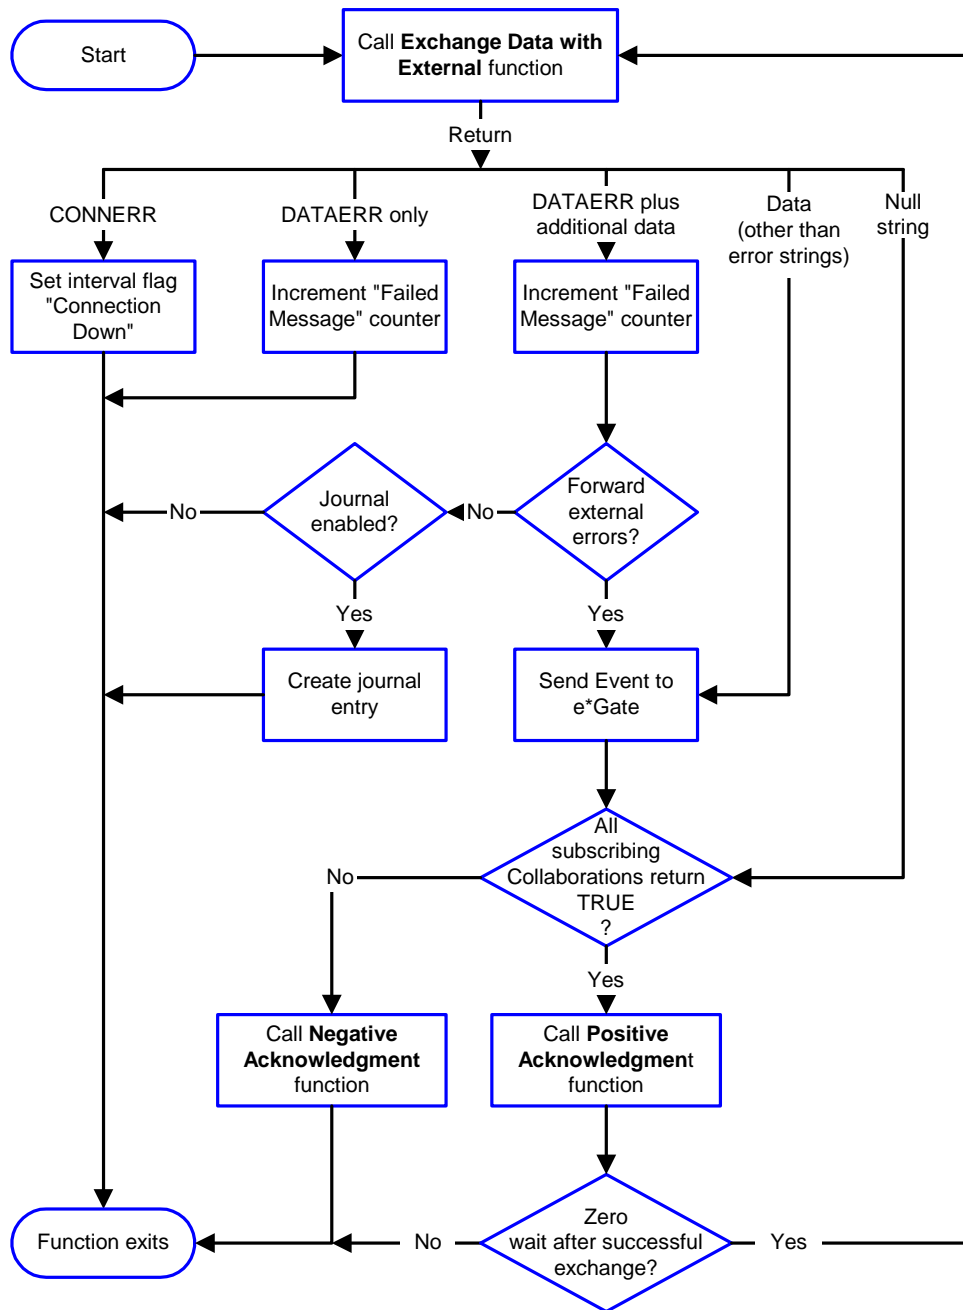 Start
Call Exchange Data with
External function
Return
CONNERR
DATAERR only
DATAERR plus
additional data
Data
(other than
error strings)
Null
string
Set interval flag
"Connection
Down"
Increment "Failed
Message" counter
Increment "Failed
Message" counter
No
Journal
enabled?
No
Forward
external
errors?
Yes
Yes
Create journal
entry
Send Event to
e*Gate
No
All
subscribing
Collaborations return
TRUE
?
Yes
Call Negative
Acknowledgment
function
Call Positive
Acknowledgment
function
Function exits
No
Zero
wait after successful
exchange?
Yes